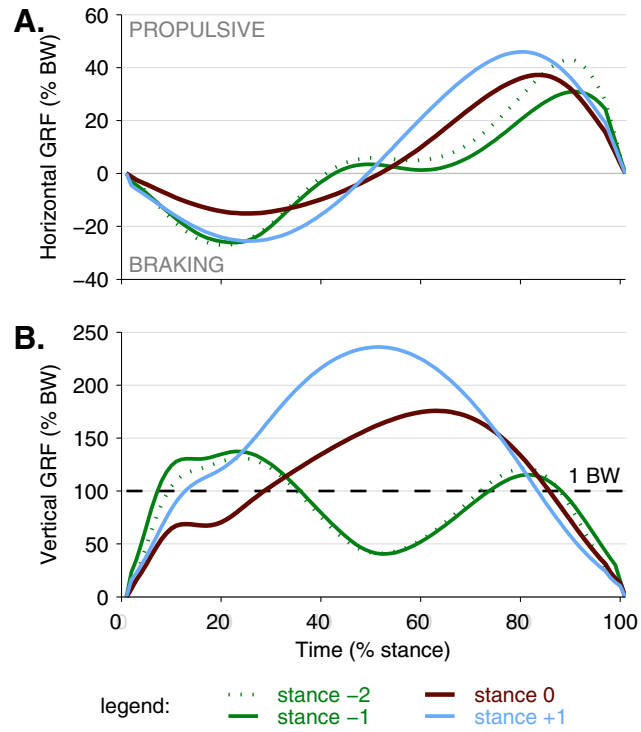 A.
Horizontal GRF (% BW)
60
40
20
0
−20
−40
PROPULSIVE
BRAKING
B.
Vertical GRF (% BW)
250
200
150
100
50
0
1 BW
0 20 40 60 80 100
Time (% stance)
legend:
stance −2
stance −1
stance 0
stance +1